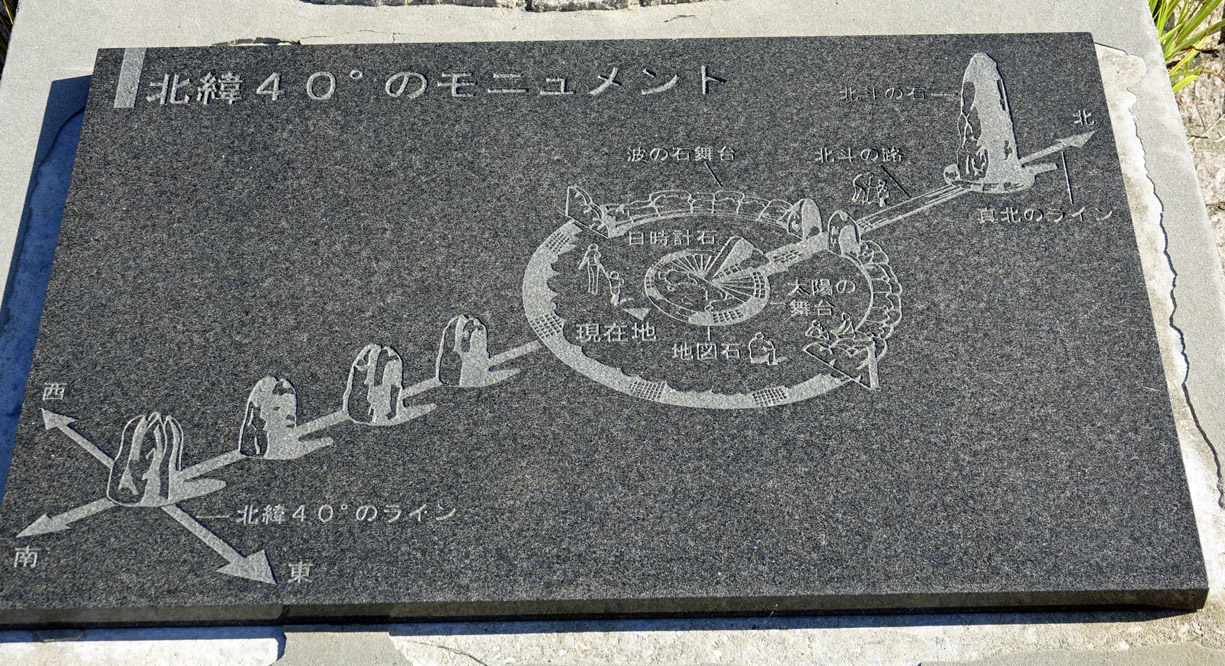 北緯40°のモニュメント
北斗の石
北
波の石舞台
北斗の路
真北のライン
日時計石
太陽の
舞台
現在地
地図石
西
北緯40°のライン
南
東